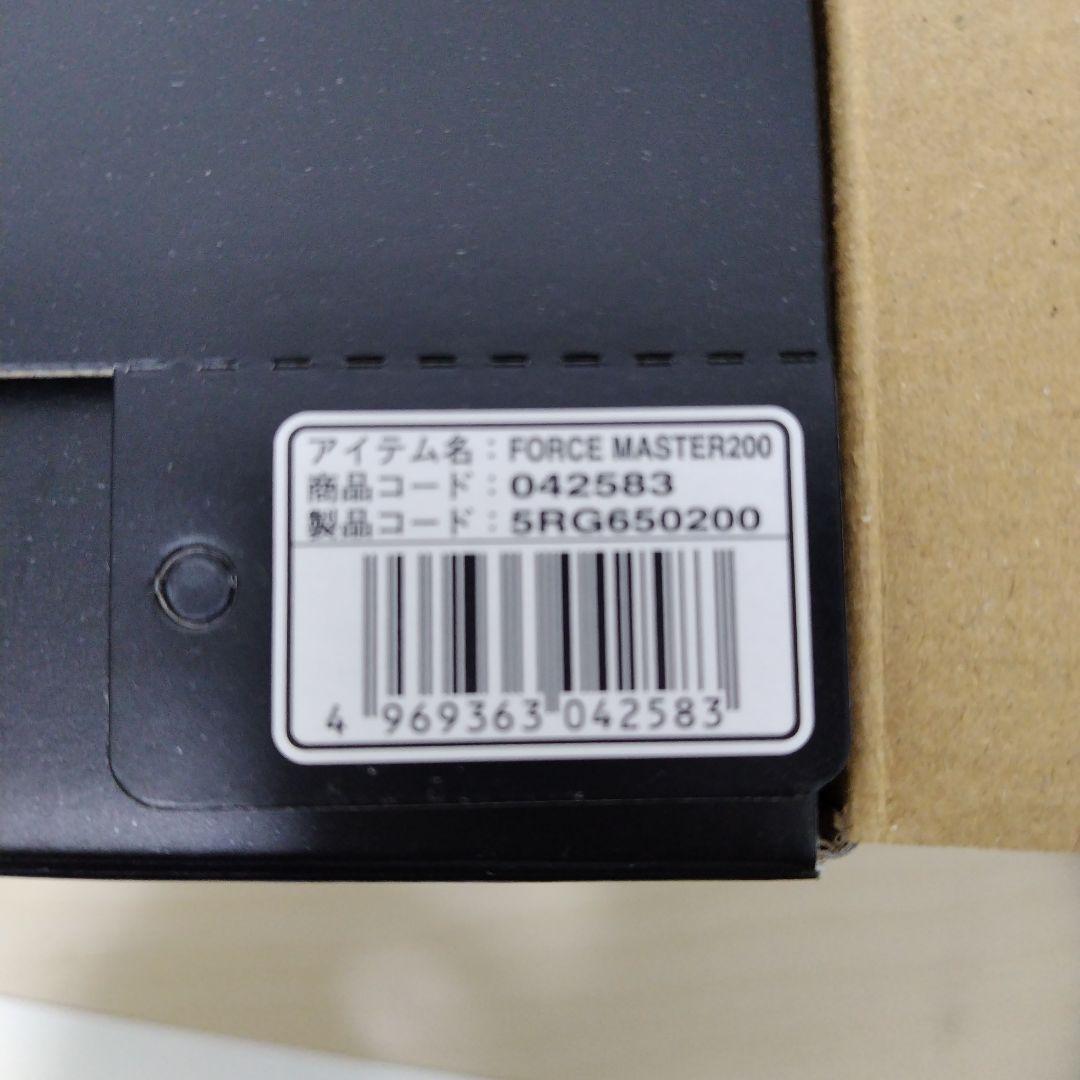 アイテム名：FORCE MASTER200
商品コード：042583
製品コード：5RG650200
4 969363 042583